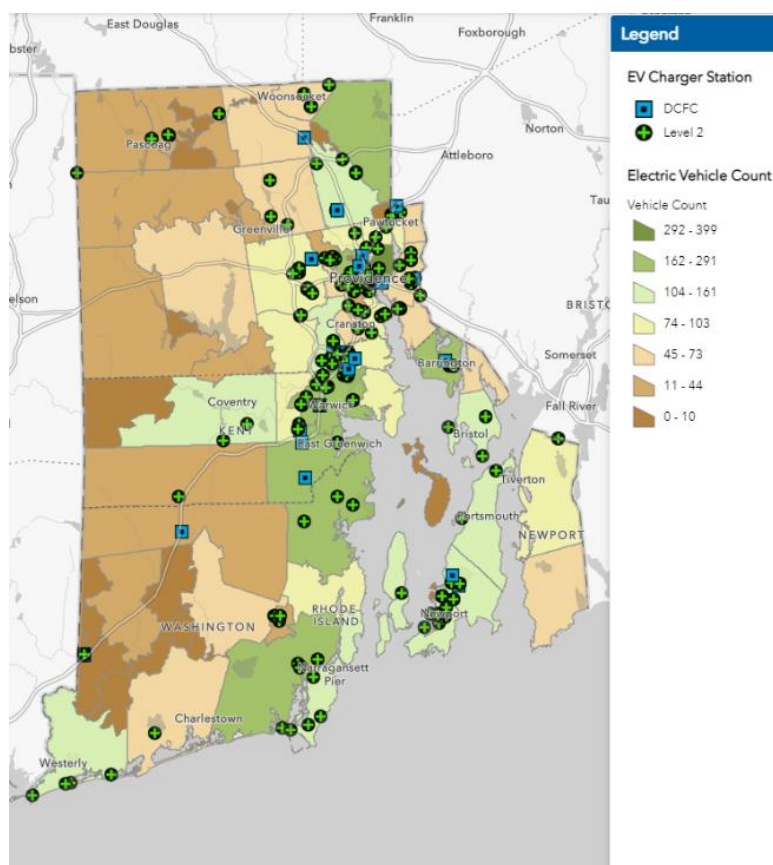 Franklin
East Douglas
Foxborough
Legend
EV Charger Station
DCFC
Level 2
Electric Vehicle Count
Vehicle Count
292 - 399
162 - 291
104 - 161
74 - 103
45 - 73
11 - 44
0 - 10
Woonsocket
Norton
Pascoag
Attleboro
Greenville
Pawtucket
Providence
Cranston
Barrington
Somerset
Coventry
Warwick
Fall River
KENT
Bristol
East Greenwich
Tiverton
Portsmouth
NEWPORT
RHODE
ISLAND
WASHINGTON
Newport
Narragansett
Pier
Charlestown
Westerly